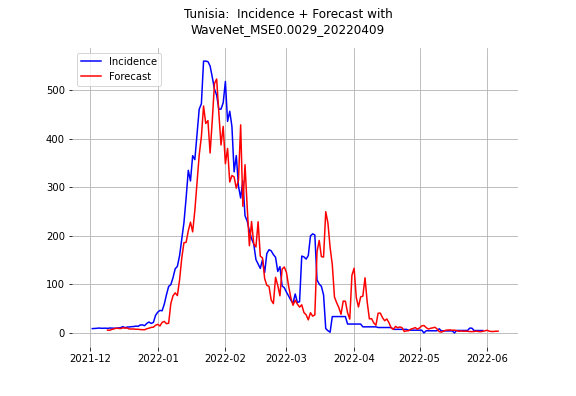 Tunisia:  Incidence + Forecast with
WaveNet_MSE0.0029_20220409
Incidence
Forecast
500
400
300
200
100
0
2021-12 2022-01 2022-02 2022-03 2022-04 2022-05 2022-06